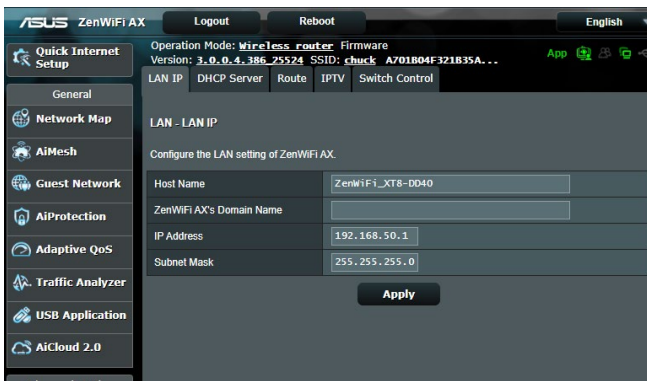 ASUS ZenWiFi AX Logout Reboot English
Quick Internet Setup
General
Network Map
AiMesh
Guest Network
AiProtection
Adaptive QoS
Traffic Analyzer
USB Application
AiCloud 2.0
Operation Mode: Wireless router Firmware
Version: 3.0.0.4.386_25524 SSID: chuck A701B04F321B35A...
App
LAN IP DHCP Server Route IPTV Switch Control
LAN - LAN IP
Configure the LAN setting of ZenWiFi AX.
Host Name ZenWiFi_XT8-DD40
ZenWiFi AX's Domain Name
IP Address 192.168.50.1
Subnet Mask 255.255.255.0
Apply